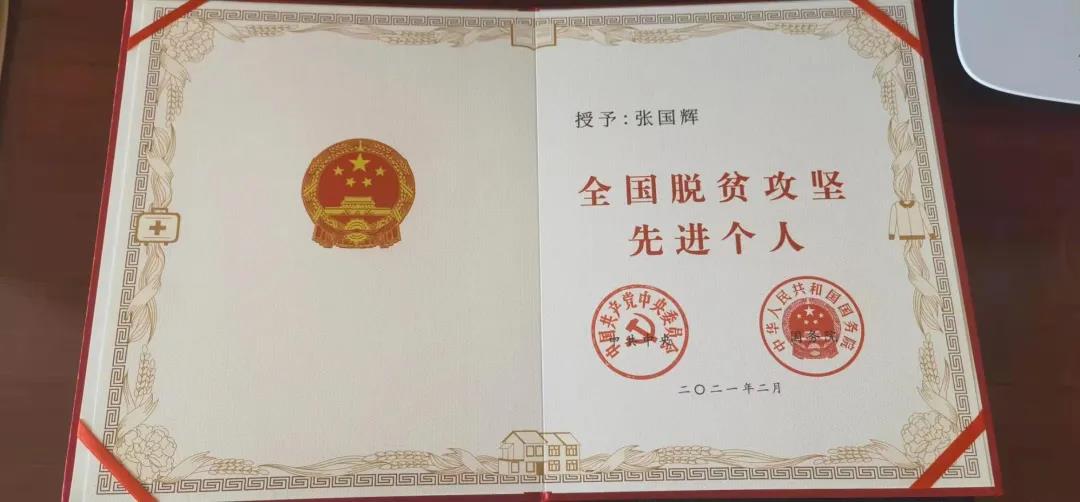 授予:张国辉
全国脱贫攻坚
先进个人
中国共产党中央委员会
中共中央
中华人民共和国国务院
国务院
二〇二一年二月